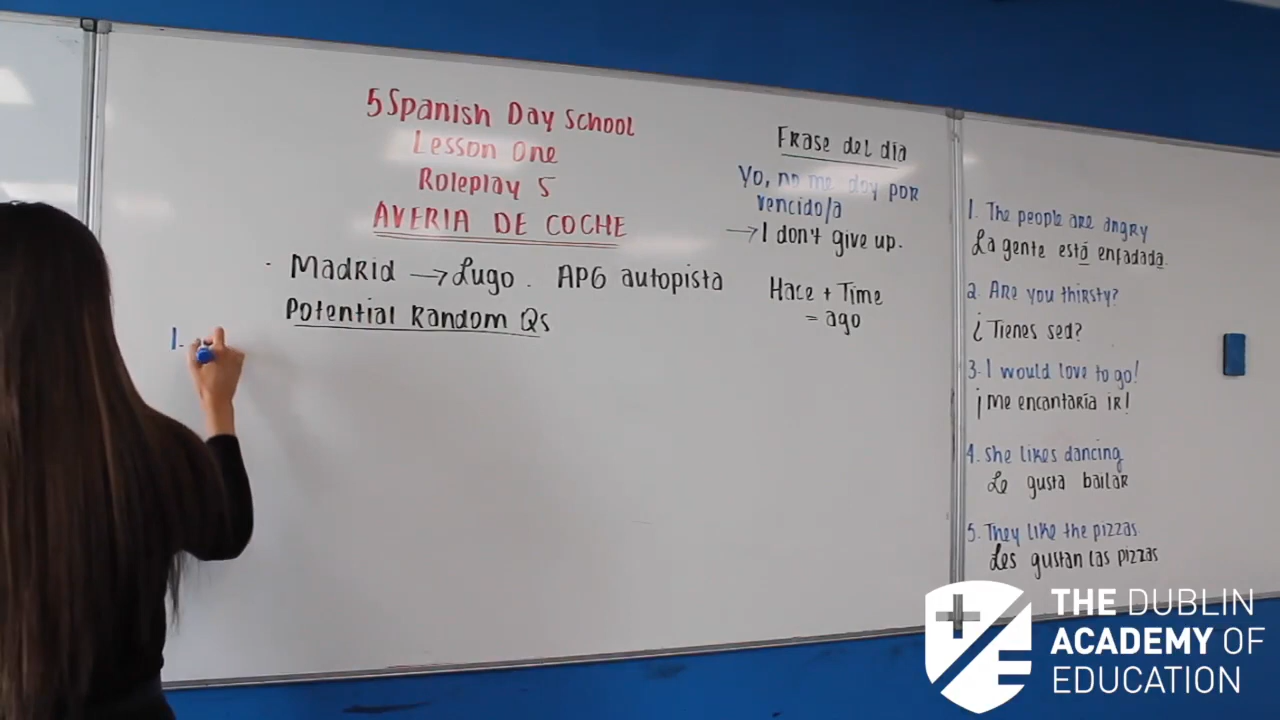 5 Spanish Day School
Lesson One
Roleplay 5
AVERIA DE COCHE
· Madrid → Lugo. AP6 autopista
Potential Random Qs
1.
Frase del día
Yo, no me doy por
vencido/a
→ I don't give up.
Hace + Time
= ago
1. The people are angry
La gente está enfadada.
2. Are you thirsty?
¿Tienes sed?
3. I would love to go!
¡Me encantaría ir!
4. She likes dancing
Le gusta bailar
5. They like the pizzas
Les gustan las pizzas
THE DUBLIN
ACADEMY OF
EDUCATION